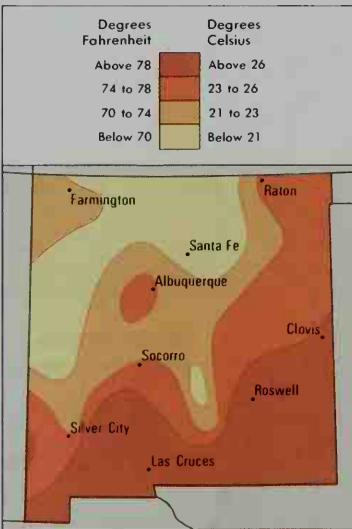 Degrees Fahrenheit
Degrees Celsius
Above 78 Above 26
74 to 78 23 to 26
70 to 74 21 to 23
Below 70 Below 21
Farmington
Raton
Santa Fe
Albuquerque
Clovis
Socorro
Roswell
Silver City
Las Cruces